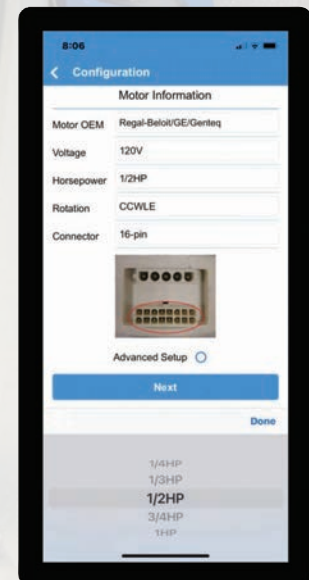 8:06
Configuration
Motor Information
Motor OEM Regal-Beloit/GE/Genteq
Voltage 120V
Horsepower 1/2HP
Rotation CCWLE
Connector 16-pin
Advanced Setup
Next
Done
1/4HP
1/3HP
1/2HP
3/4HP
1HP